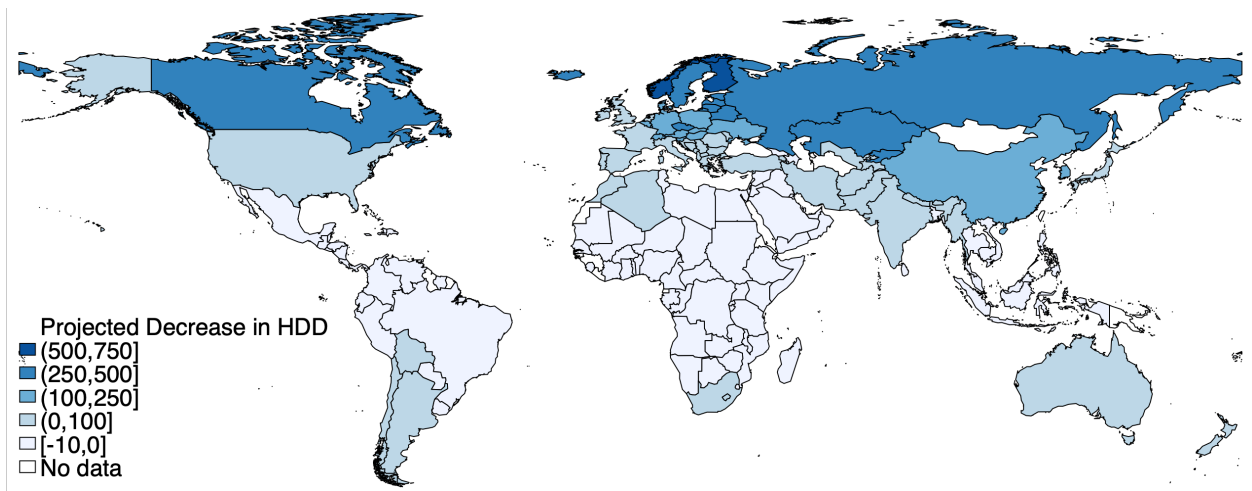 Projected Decrease in HDD
(500,750]
(250,500]
(100,250]
(0,100]
[-10,0]
No data